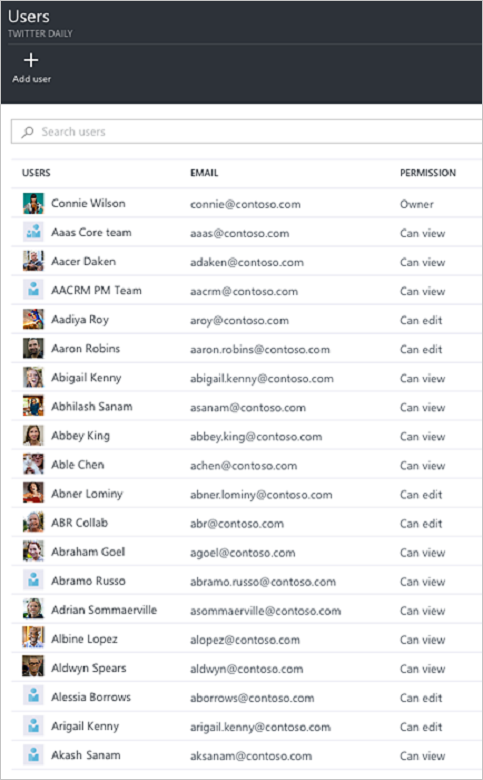 Users
TWITTER DAILY
Add user
Search users
USERS EMAIL PERMISSION
Connie Wilson connie@contoso.com Owner
Aaas Core team aaas@contoso.com Can view
Aacer Daken adaken@contoso.com Can view
AACRM PM Team aacrm@contoso.com Can view
Aadiya Roy aroy@contoso.com Can edit
Aaron Robins aaron.robins@contoso.com Can edit
Abigail Kenny abigail.kenny@contoso.com Can view
Abhilash Sanam asanam@contoso.com Can view
Abbey King abbey.king@contoso.com Can view
Able Chen achen@contoso.com Can view
Abner Lominy abner.lominy@contoso.com Can edit
ABR Collab abr@contoso.com Can edit
Abraham Goel agoel@contoso.com Can view
Abramo Russo abramo.russo@contoso.com Can view
Adrian Sommaerville asommaerville@contoso.com Can view
Albine Lopez alopez@contoso.com Can view
Aldwyn Spears aldwyn@contoso.com Can view
Alessia Borrows aborrows@contoso.com Can edit
Arigail Kenny arigail.kenny@contoso.com Can edit
Akash Sanam aksanam@contoso.com Can view